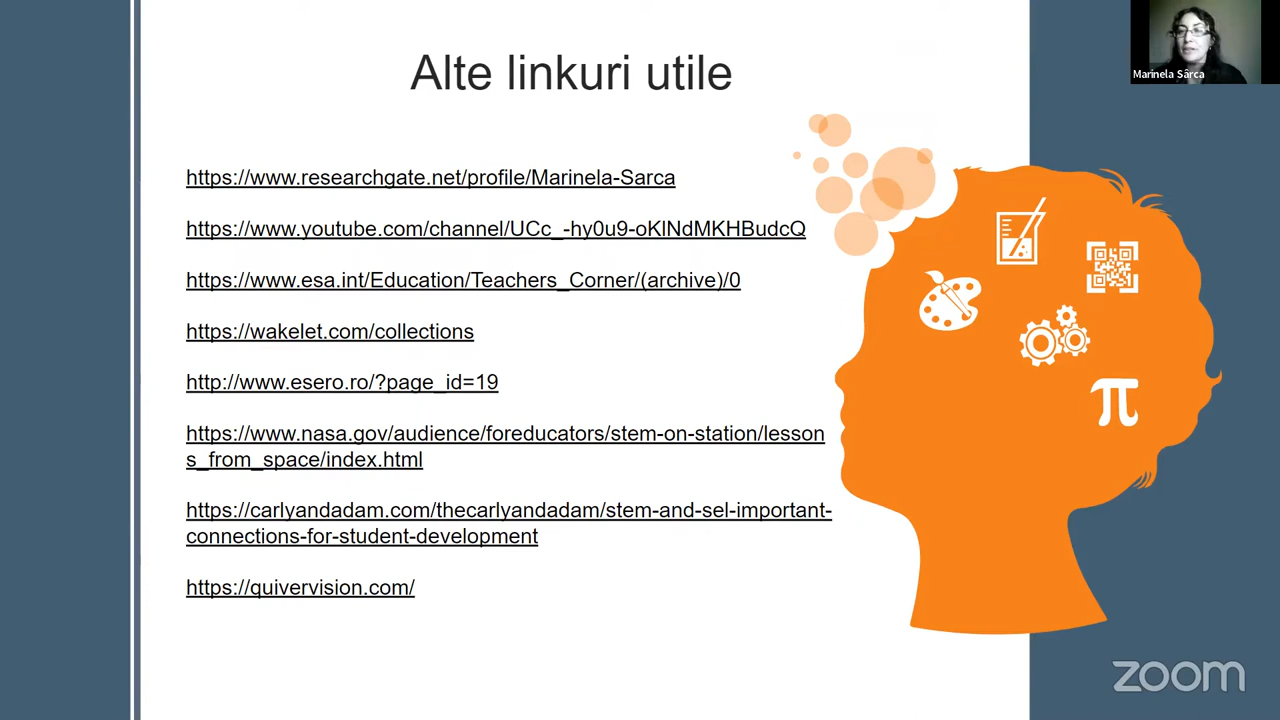 Alte linkuri utile
Marinela Sârca
https://www.researchgate.net/profile/Marinela-Sarca
https://www.youtube.com/channel/UCc_-hy0u9-oKlNdMKHBudcQ
https://www.esa.int/Education/Teachers_Corner/(archive)/0
https://wakelet.com/collections
http://www.esero.ro/?page_id=19
https://www.nasa.gov/audience/foreducators/stem-on-station/lesson
s_from_space/index.html
https://carlyandadam.com/thecarlyandadam/stem-and-sel-important-
connections-for-student-development
https://quivervision.com/
π
zoom